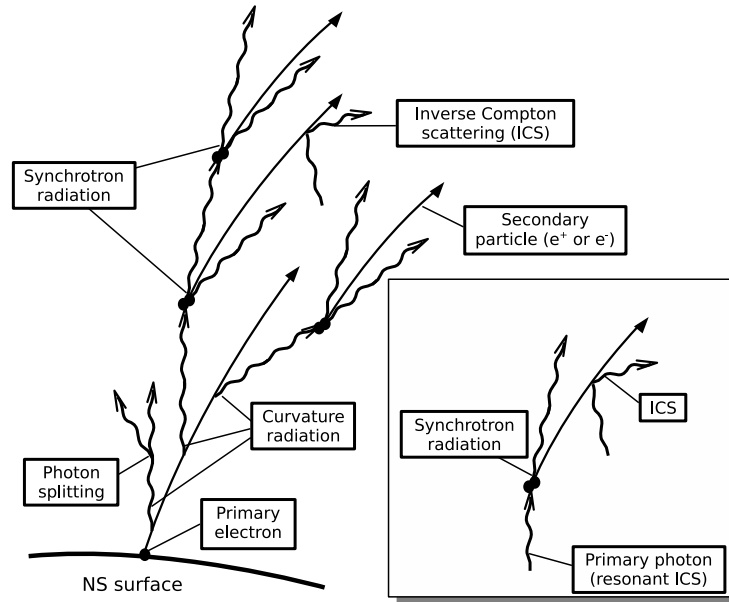 Inverse Compton
scattering (ICS)
Synchrotron
radiation
Secondary
particle (e⁺ or e⁻)
Curvature
radiation
Photon
splitting
Primary
electron
NS surface
ICS
Synchrotron
radiation
Primary photon
(resonant ICS)